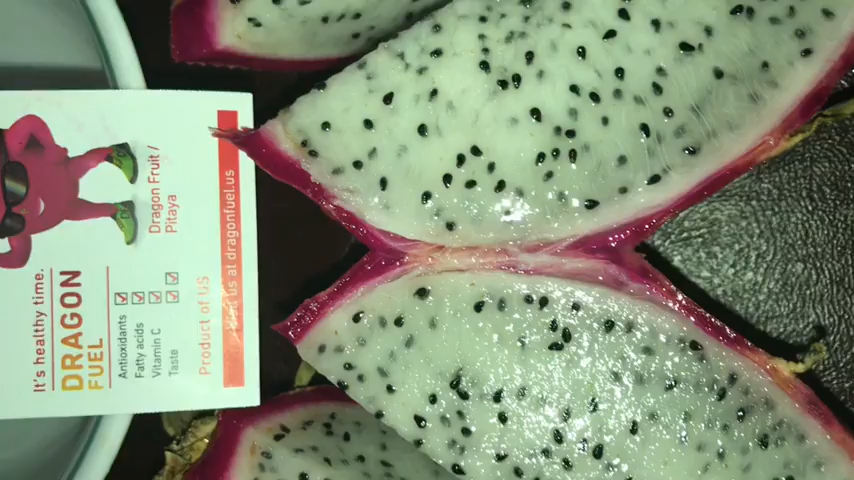 It's healthy time.
DRAGON
FUEL
Antioxidants
Fatty acids
Vitamin C
Taste
Dragon Fruit /
Pitaya
Product of US
us at dragonfuel.us